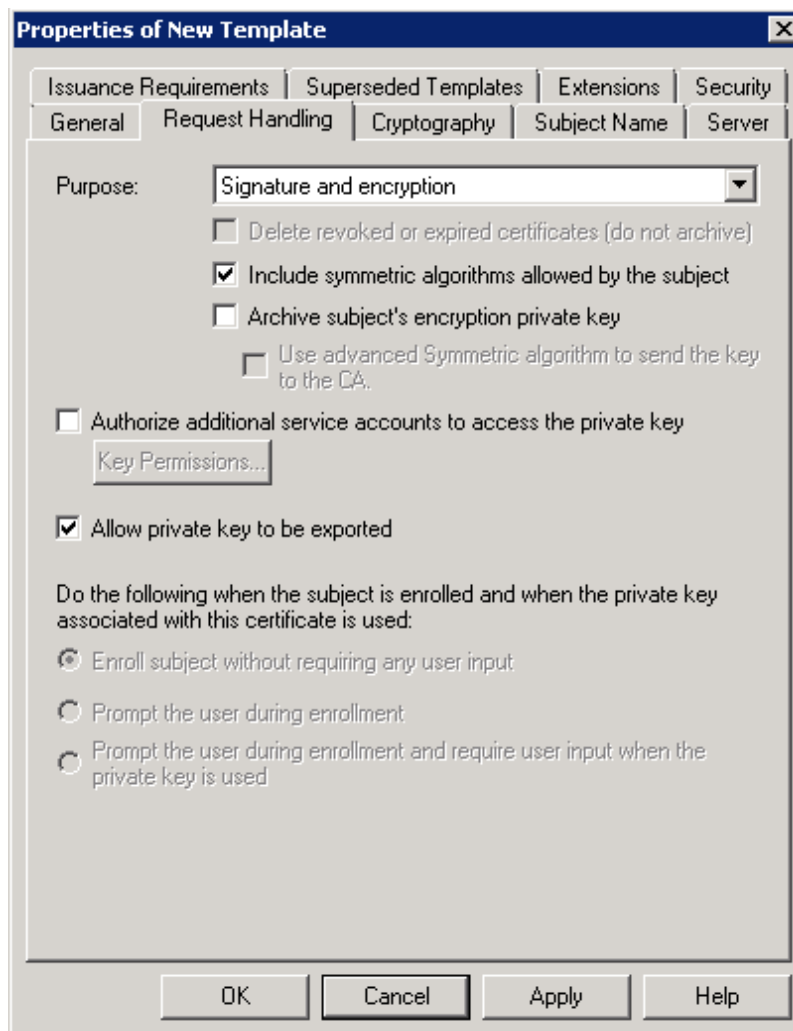 Properties of New Template
Issuance Requirements
Superseded Templates
Extensions
Security
General
Request Handling
Cryptography
Subject Name
Server
Purpose:
Signature and encryption
Delete revoked or expired certificates (do not archive)
Include symmetric algorithms allowed by the subject
Archive subject's encryption private key
Use advanced Symmetric algorithm to send the key
to the CA.
Authorize additional service accounts to access the private key
Key Permissions...
Allow private key to be exported
Do the following when the subject is enrolled and when the private key
associated with this certificate is used:
Enroll subject without requiring any user input
Prompt the user during enrollment
Prompt the user during enrollment and require user input when the
private key is used
OK
Cancel
Apply
Help